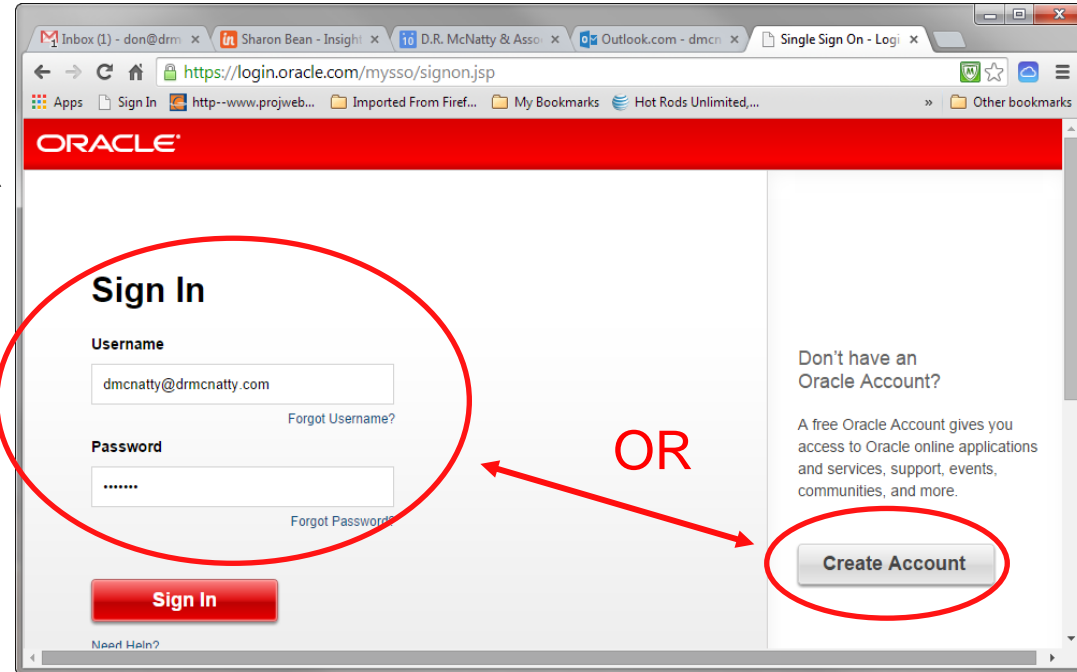 Inbox (1) - don@drm
Sharon Bean - Insight
D.R. McNatty & Asso
Outlook.com - dmcn
Single Sign On - Logi
https://login.oracle.com/mysso/signon.jsp
Apps
Sign In
http--www.projweb...
Imported From Firef...
My Bookmarks
Hot Rods Unlimited,...
»
Other bookmarks
ORACLE
Sign In
Username
dmcnatty@drmcnatty.com
Forgot Username?
Password
•••••••
Forgot Password?
Sign In
Need Help?
OR
Don't have an
Oracle Account?
A free Oracle Account gives you
access to Oracle online applications
and services, support, events,
communities, and more.
Create Account